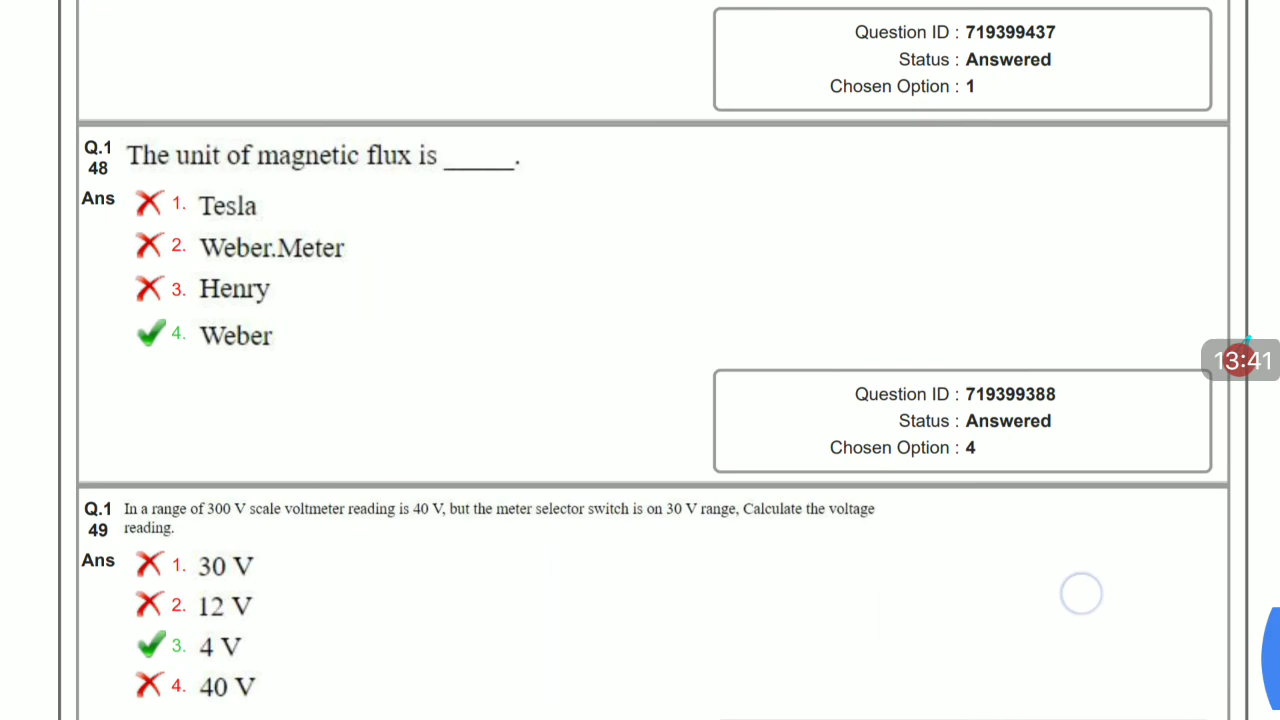 Question ID : 719399437
Status : Answered
Chosen Option : 1
Q.1
48
The unit of magnetic flux is _____.
Ans
1. Tesla
2. Weber.Meter
3. Henry
4. Weber
13:41
Question ID : 719399388
Status : Answered
Chosen Option : 4
Q.1
49
In a range of 300 V scale voltmeter reading is 40 V, but the meter selector switch is on 30 V range, Calculate the voltage
reading.
Ans
1. 30 V
2. 12 V
3. 4 V
4. 40 V